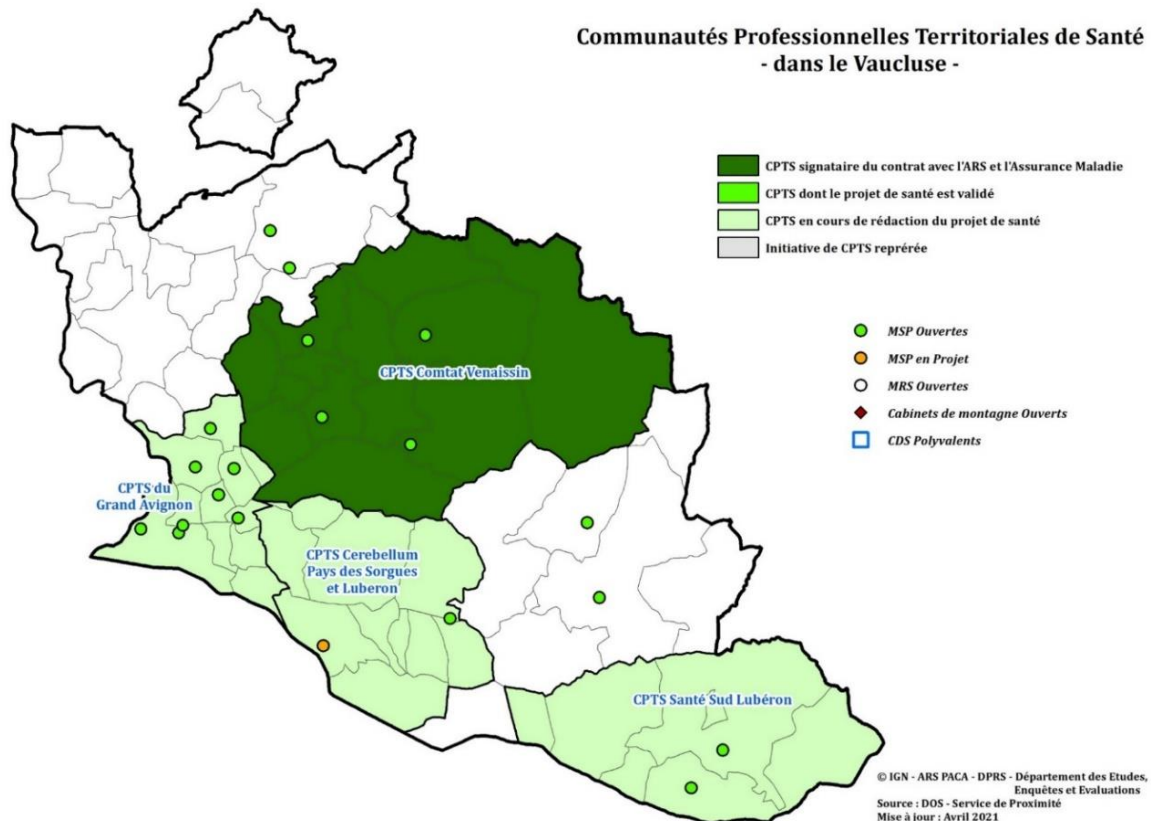 Communautés Professionnelles Territoriales de Santé
- dans le Vaucluse -
CPTS signataire du contrat avec l'ARS et l'Assurance Maladie
CPTS dont le projet de santé est validé
CPTS en cours de rédaction du projet de santé
Initiative de CPTS reprérée
MSP Ouvertes
MSP en Projet
MRS Ouvertes
Cabinets de montagne Ouverts
CDS Polyvalents
CPTS Comtat Venaissin
CPTS du
Grand Avignon
CPTS Cerebellum
Pays des Sorgues
et Luberon
CPTS Santé Sud Lubéron
© IGN - ARS PACA - DPRS - Département des Etudes,
Enquêtes et Evaluations
Source : DOS - Service de Proximité
Mise à jour : Avril 2021